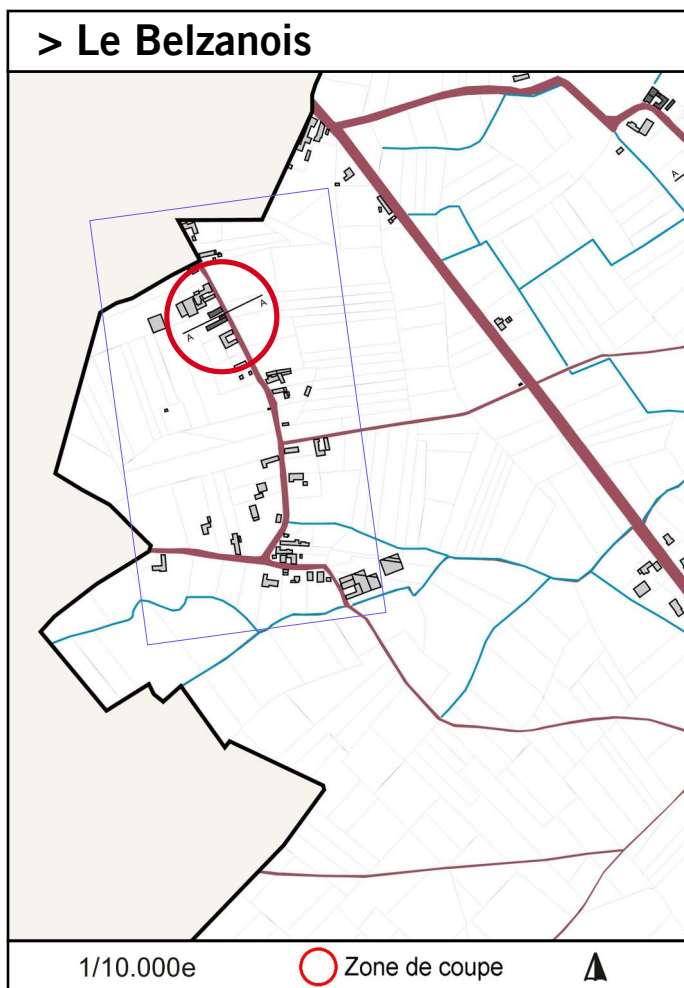 > Le Belzanois
A
A
A
1/10.000e
Zone de coupe